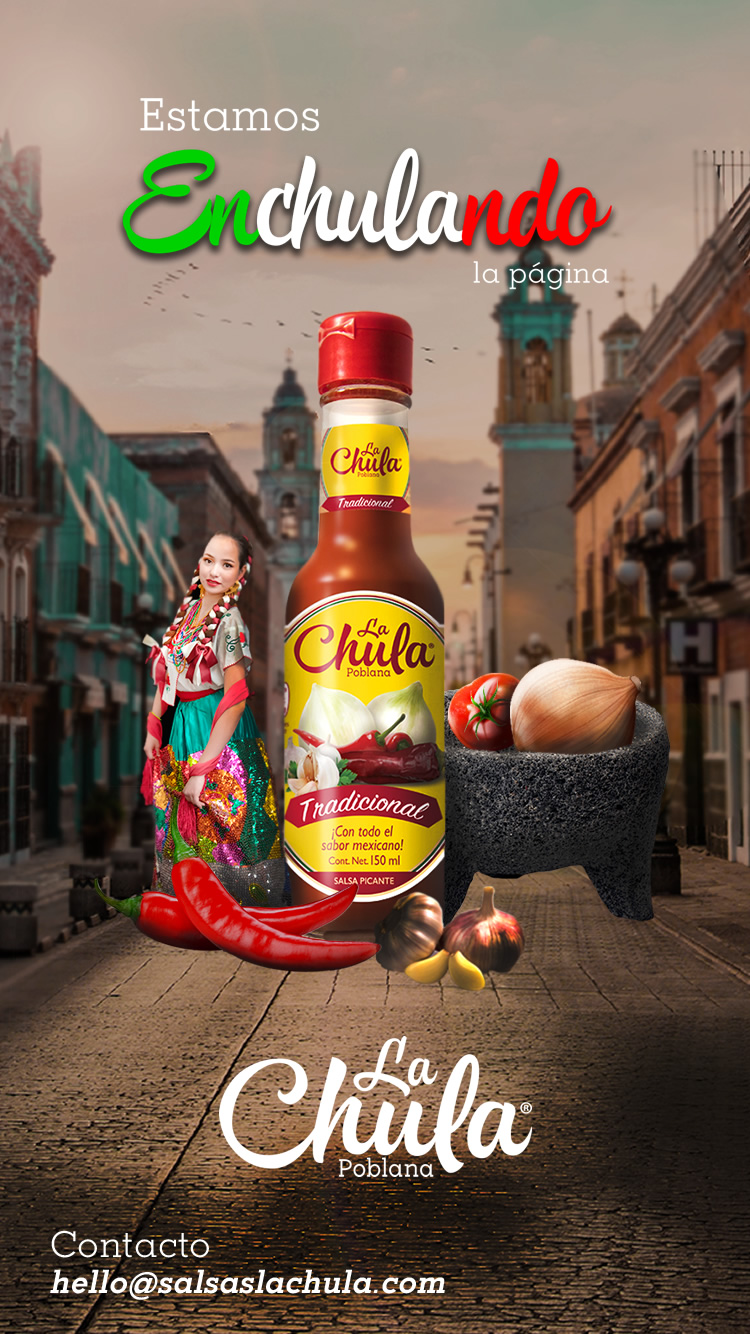 Estamos
Enchulando
la página
La
Chula
Poblana
Tradicional
La
Chula®
Poblana
Tradicional
¡Con todo el
sabor mexicano!
Cont. Net. 150 ml
SALSA PICANTE
H
La
Chula®
Poblana
Contacto
hello@salsaslachula.com